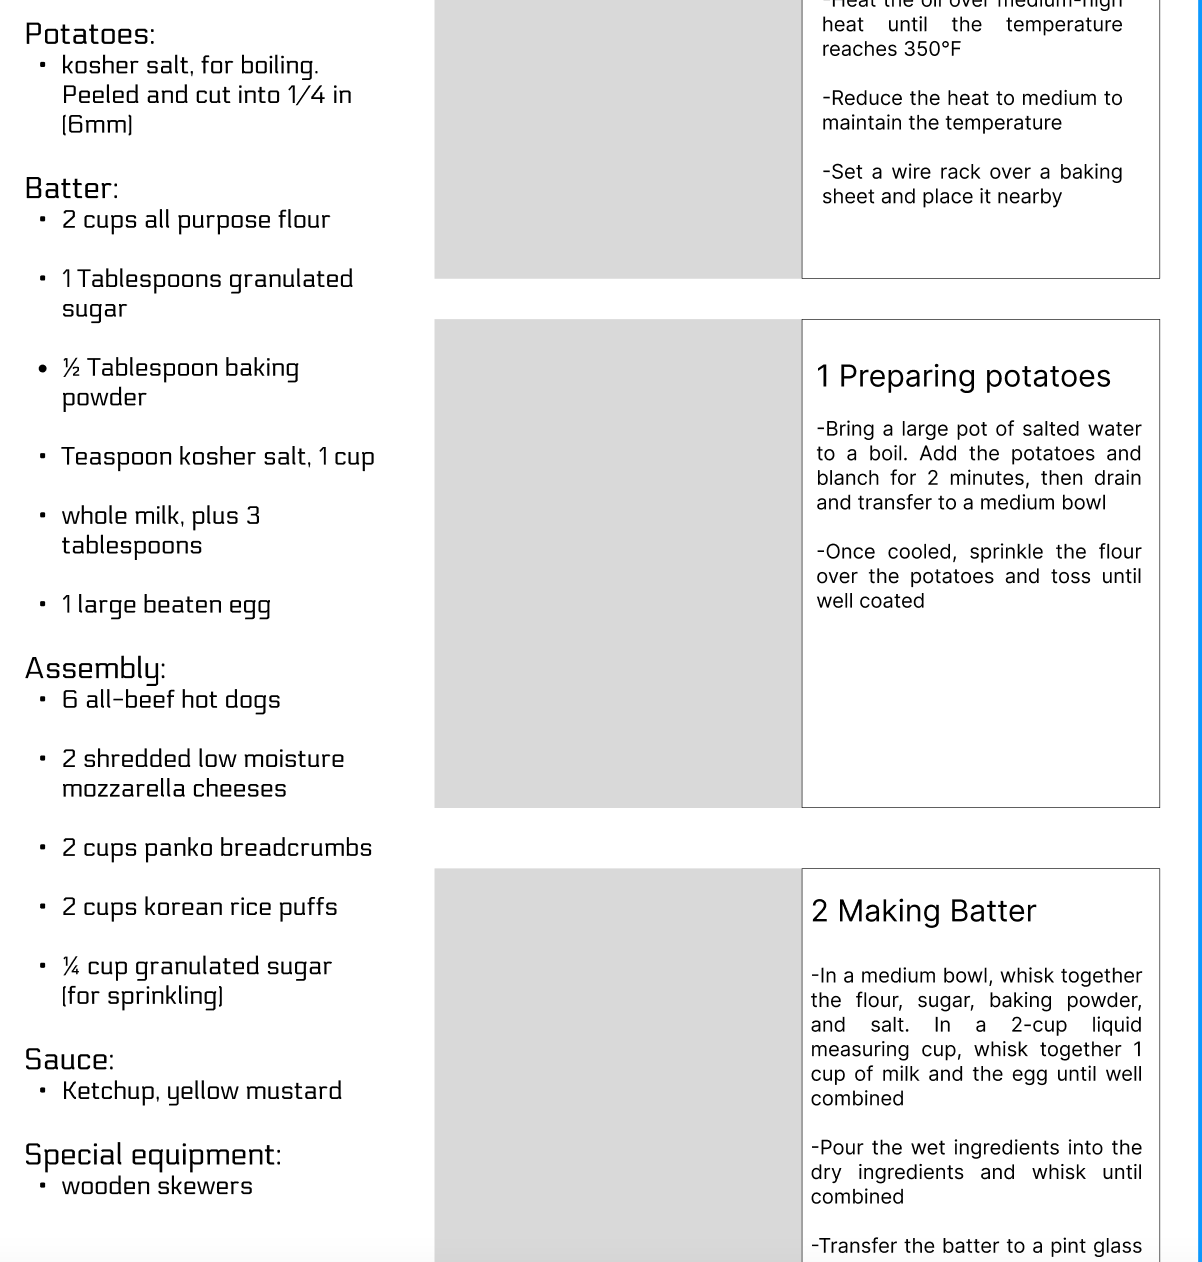 Potatoes:
• kosher salt, for boiling.
Peeled and cut into 1/4 in
(6mm)
Batter:
• 2 cups all purpose flour
• 1 Tablespoons granulated
sugar
• ½ Tablespoon baking
powder
• Teaspoon kosher salt, 1 cup
• whole milk, plus 3
tablespoons
• 1 large beaten egg
Assembly:
• 6 all-beef hot dogs
• 2 shredded low moisture
mozzarella cheeses
• 2 cups panko breadcrumbs
• 2 cups korean rice puffs
• ¼ cup granulated sugar
(for sprinkling)
Sauce:
• Ketchup, yellow mustard
Special equipment:
• wooden skewers
-Heat the oil over medium-high
heat until the temperature
reaches 350°F
-Reduce the heat to medium to
maintain the temperature
-Set a wire rack over a baking
sheet and place it nearby
1 Preparing potatoes
-Bring a large pot of salted water
to a boil. Add the potatoes and
blanch for 2 minutes, then drain
and transfer to a medium bowl
-Once cooled, sprinkle the flour
over the potatoes and toss until
well coated
2 Making Batter
-In a medium bowl, whisk together
the flour, sugar, baking powder,
and salt. In a 2-cup liquid
measuring cup, whisk together 1
cup of milk and the egg until well
combined
-Pour the wet ingredients into the
dry ingredients and whisk until
combined
-Transfer the batter to a pint glass